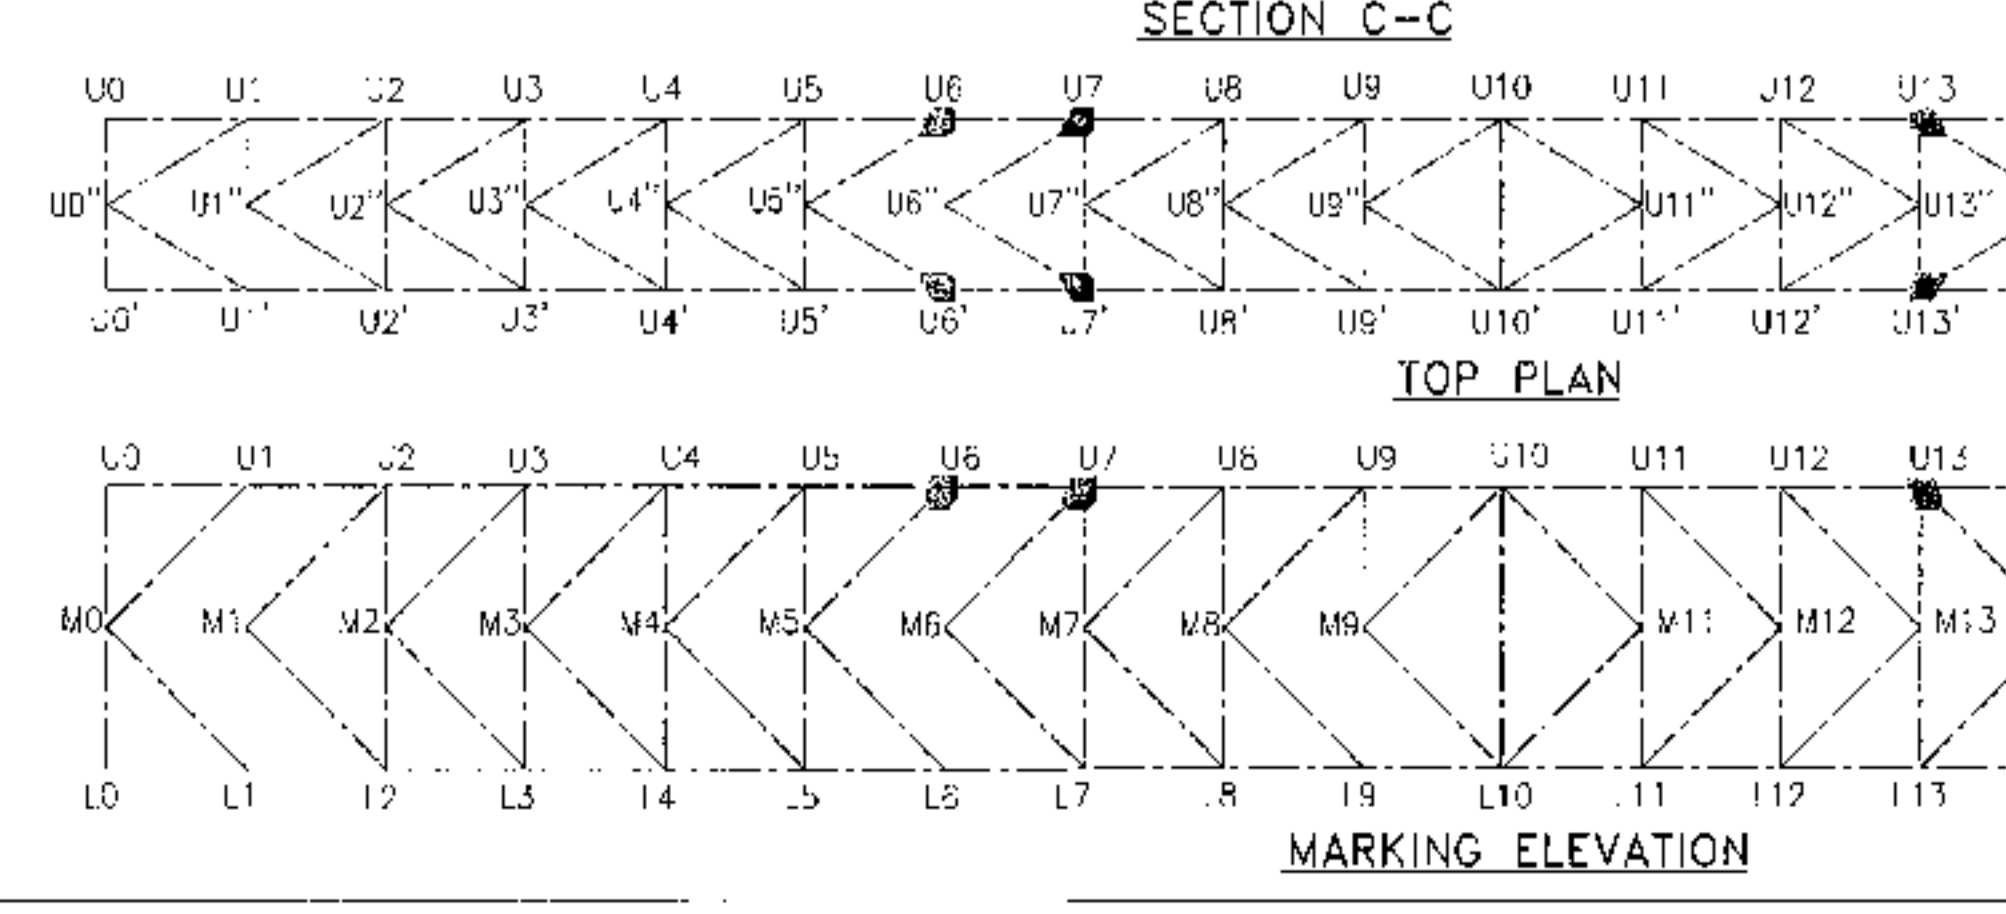 SECTION C-C
U0 U1 U2 U3 U4 U5 U6 U7 U8 U9 U10 U11 U12 U13
U0" U1" U2" U3" U4" U5" U6" U7" U8" U9" U11" U12" U13"
U0' U1' U2' U3' U4' U5' U6' U7' U8' U9' U10' U11' U12' U13'
TOP PLAN
U0 U1 U2 U3 U4 U5 U6 U7 U8 U9 U10 U11 U12 U13
M0 M1 M2 M3 M4 M5 M6 M7 M8 M9 M11 M12 M13
L0 L1 L2 L3 L4 L5 L6 L7 L8 L9 L10 L11 L12 L13
MARKING ELEVATION